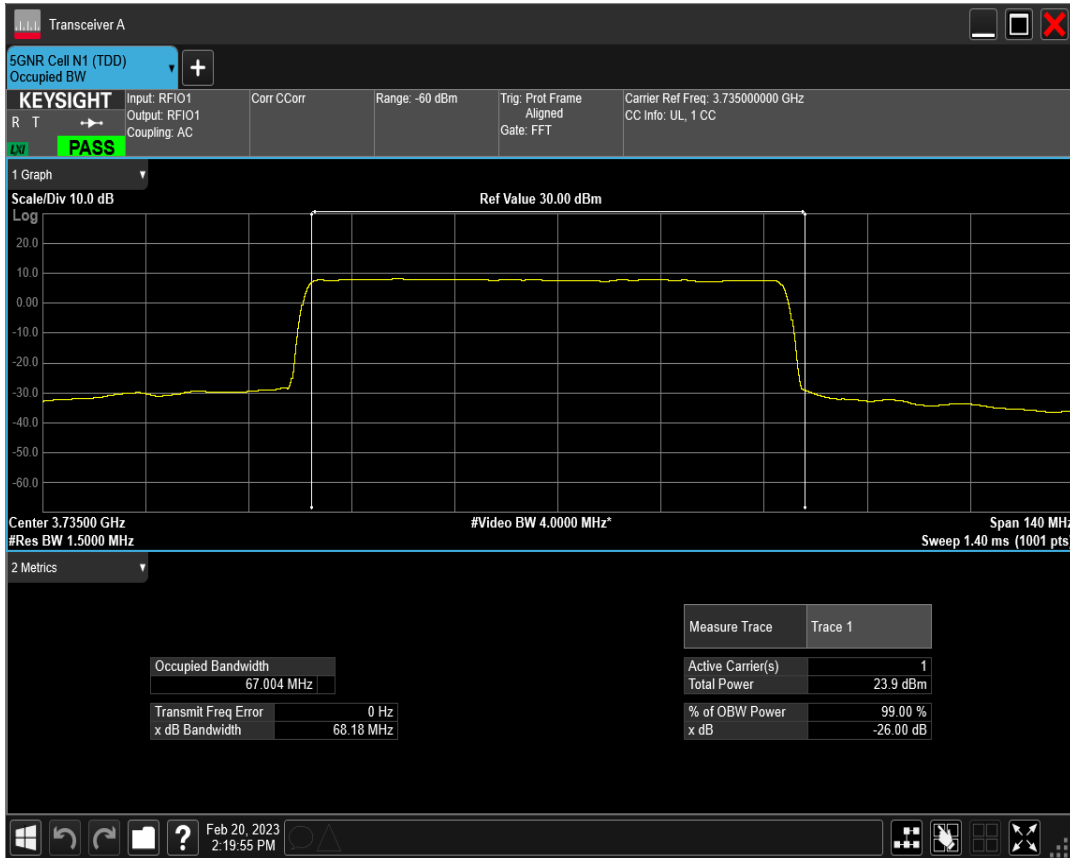 Transceiver A
5GNR Cell N1 (TDD)
Occupied BW
+
KEYSIGHT
R T
LXI
PASS
Input: RFIO1
Output: RFIO1
Coupling: AC
Corr CCorr
Range: -60 dBm
Trig: Prot Frame
Aligned
Gate: FFT
Carrier Ref Freq: 3.735000000 GHz
CC Info: UL, 1 CC
1 Graph
Scale/Div 10.0 dB
Ref Value 30.00 dBm
Log
20.0
10.0
0.00
-10.0
-20.0
-30.0
-40.0
-50.0
-60.0
Center 3.73500 GHz
#Video BW 4.0000 MHz*
Span 140 MHz
#Res BW 1.5000 MHz
Sweep 1.40 ms (1001 pts)
2 Metrics
Measure Trace Trace 1
Occupied Bandwidth
67.004 MHz
Active Carrier(s) 1
Total Power 23.9 dBm
Transmit Freq Error 0 Hz
x dB Bandwidth 68.18 MHz
% of OBW Power 99.00 %
x dB -26.00 dB
?
Feb 20, 2023
2:19:55 PM